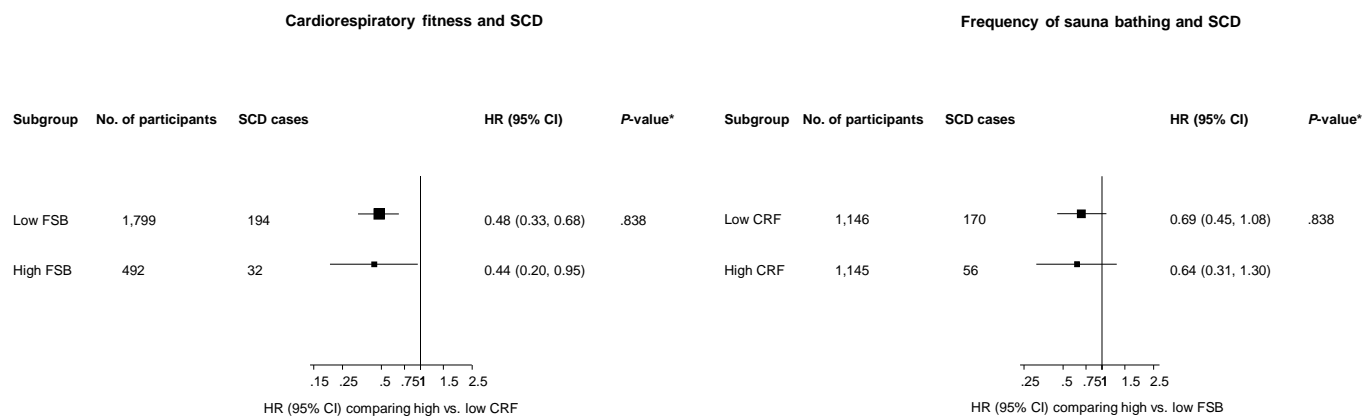 Cardiorespiratory fitness and SCD
Subgroup No. of participants SCD cases HR (95% CI) P-value*
Low FSB 1,799 194 0.48 (0.33, 0.68) .838
High FSB 492 32 0.44 (0.20, 0.95)
.15 .25 .5 .75 1 1.5 2.5
HR (95% CI) comparing high vs. low CRF
Frequency of sauna bathing and SCD
Subgroup No. of participants SCD cases HR (95% CI) P-value*
Low CRF 1,146 170 0.69 (0.45, 1.08) .838
High CRF 1,145 56 0.64 (0.31, 1.30)
.25 .5 .75 1 1.5 2.5
HR (95% CI) comparing high vs. low FSB